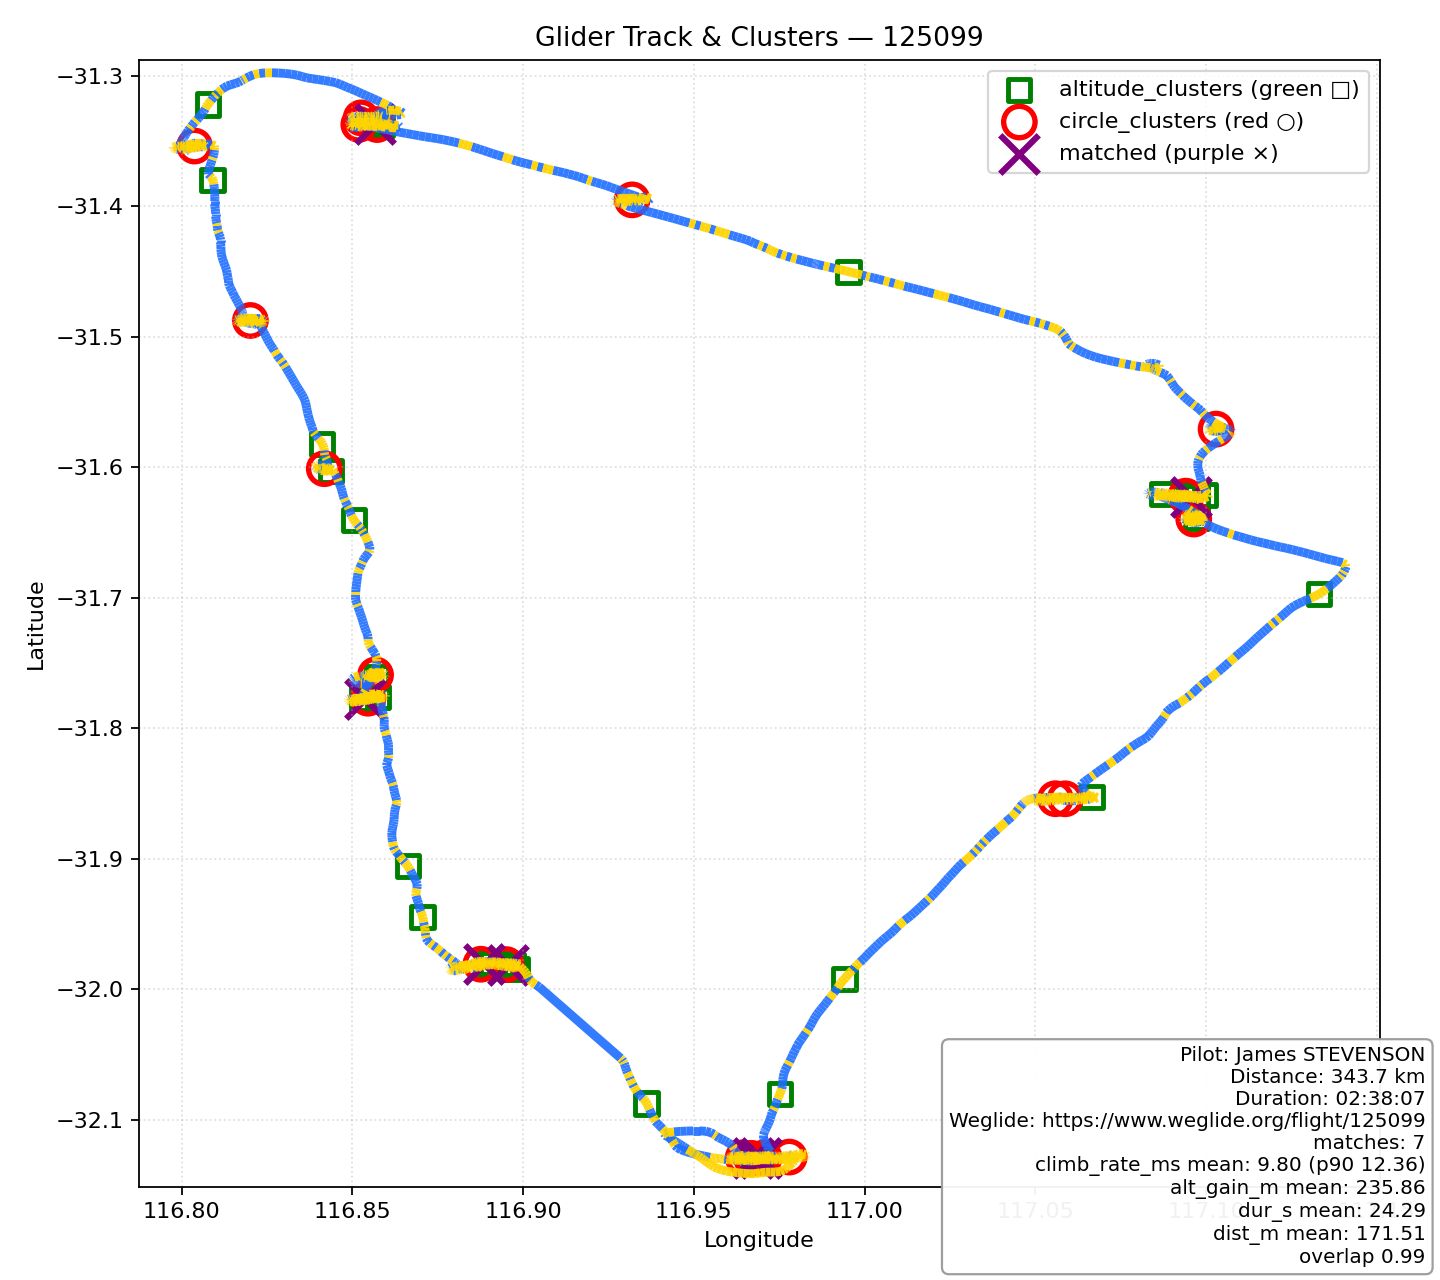 Glider Track & Clusters — 125099
altitude_clusters (green □)
circle_clusters (red ○)
matched (purple ×)
−31.3
−31.4
−31.5
−31.6
−31.7
−31.8
−31.9
−32.0
−32.1
Latitude
116.80
116.85
116.90
116.95
117.00
117.05
117.10
Longitude
Pilot: James STEVENSON
Distance: 343.7 km
Duration: 02:38:07
Weglide: https://www.weglide.org/flight/125099
matches: 7
climb_rate_ms mean: 9.80 (p90 12.36)
alt_gain_m mean: 235.86
dur_s mean: 24.29
dist_m mean: 171.51
overlap 0.99